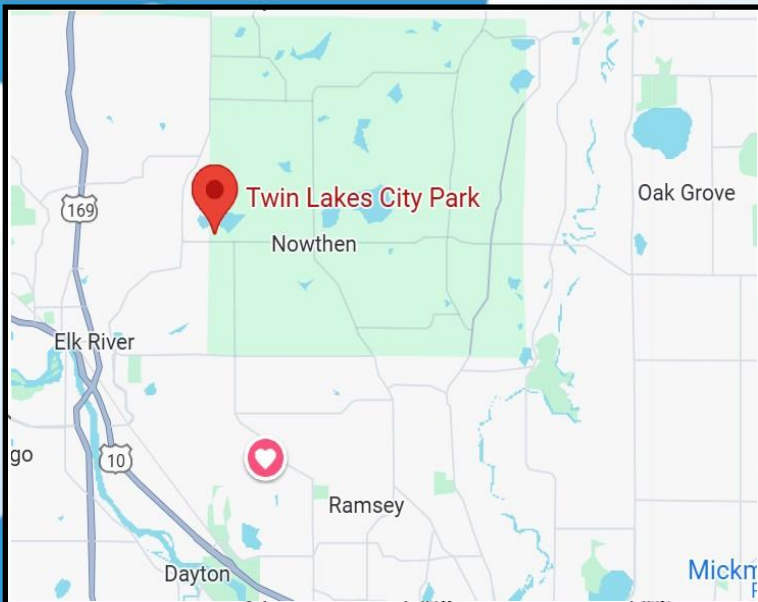 169
Twin Lakes City Park
Oak Grove
Nowthen
Elk River
go
10
Ramsey
Dayton
Mickm